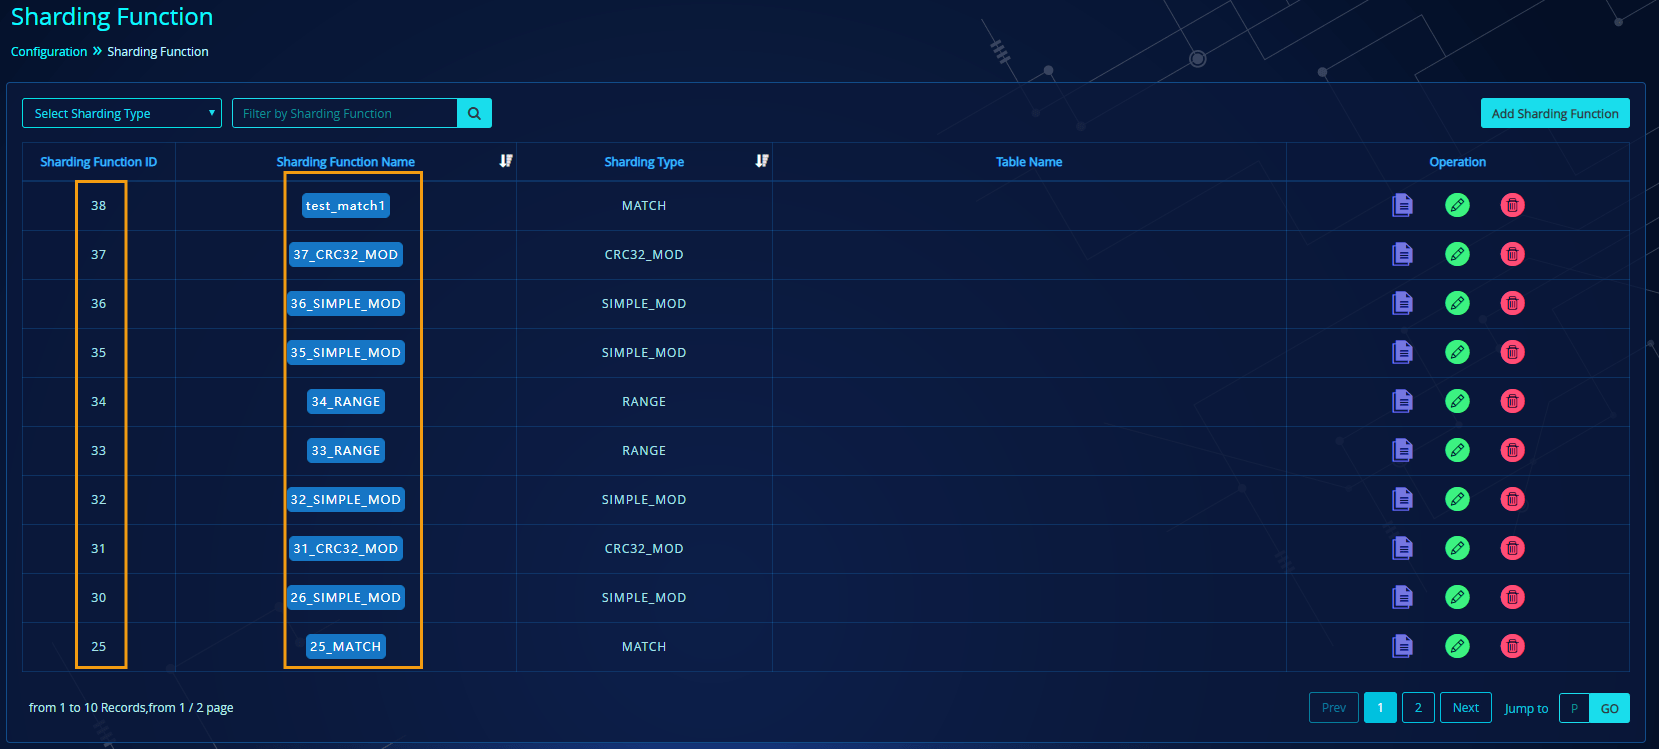 Sharding Function
Configuration » Sharding Function
Select Sharding Type Filter by Sharding Function Add Sharding Function
Sharding Function ID Sharding Function Name Sharding Type Table Name Operation
38 test_match1 MATCH
37 37_CRC32_MOD CRC32_MOD
36 36_SIMPLE_MOD SIMPLE_MOD
35 35_SIMPLE_MOD SIMPLE_MOD
34 34_RANGE RANGE
33 33_RANGE RANGE
32 32_SIMPLE_MOD SIMPLE_MOD
31 31_CRC32_MOD CRC32_MOD
30 26_SIMPLE_MOD SIMPLE_MOD
25 25_MATCH MATCH
from 1 to 10 Records,from 1 / 2 page Prev 1 2 Next Jump to P GO